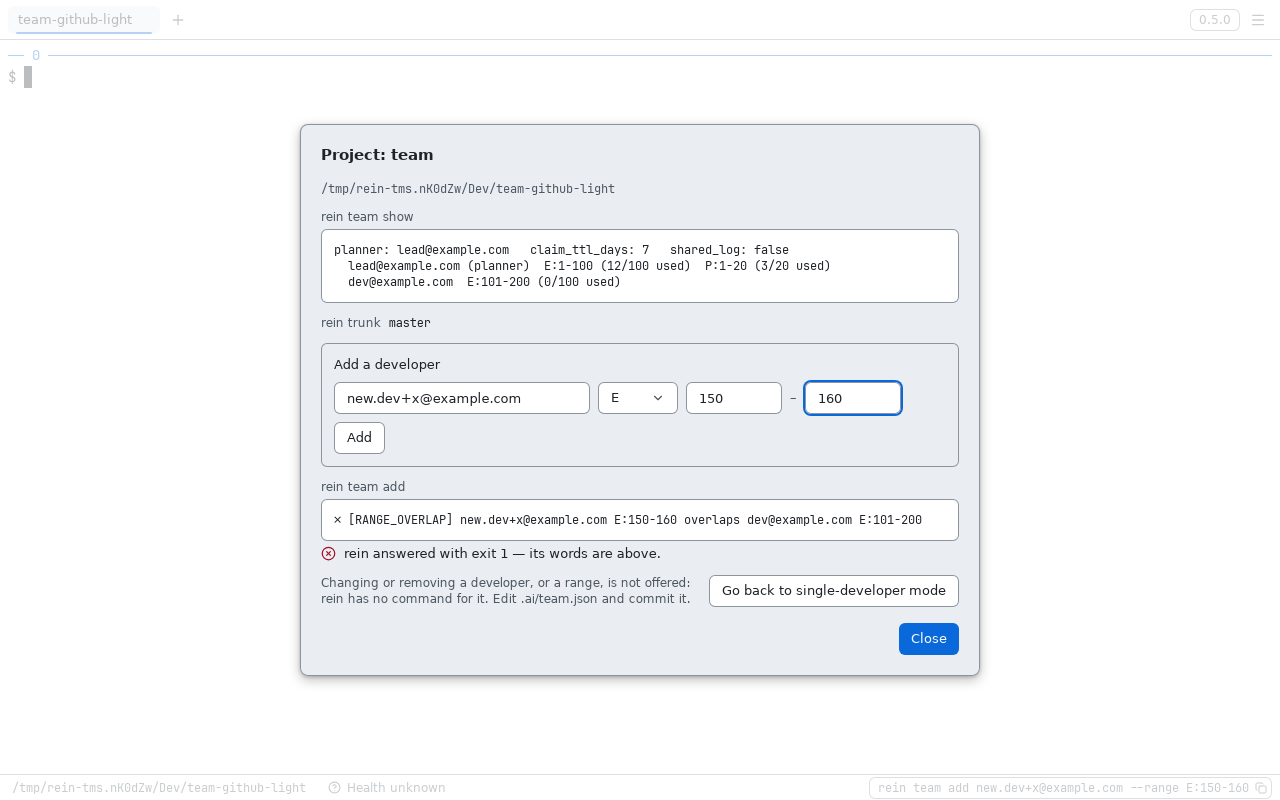 team-github-light
0.5.0
0
$
Project: team
/tmp/rein-tms.nK0dZw/Dev/team-github-light
rein team show
planner: lead@example.com   claim_ttl_days: 7   shared_log: false
lead@example.com (planner)  E:1-100 (12/100 used)  P:1-20 (3/20 used)
dev@example.com  E:101-200 (0/100 used)
rein trunk master
Add a developer
new.dev+x@example.com E 150 – 160
Add
rein team add
× [RANGE_OVERLAP] new.dev+x@example.com E:150-160 overlaps dev@example.com E:101-200
rein answered with exit 1 — its words are above.
Changing or removing a developer, or a range, is not offered:
rein has no command for it. Edit .ai/team.json and commit it.
Go back to single-developer mode
Close
/tmp/rein-tms.nK0dZw/Dev/team-github-light
Health unknown
rein team add new.dev+x@example.com --range E:150-160